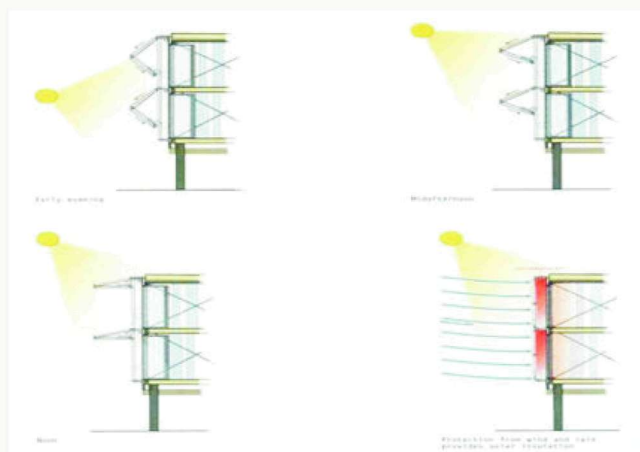 Early evening
Midafternoon
Noon
Protection from wind and rain
provides solar insulation